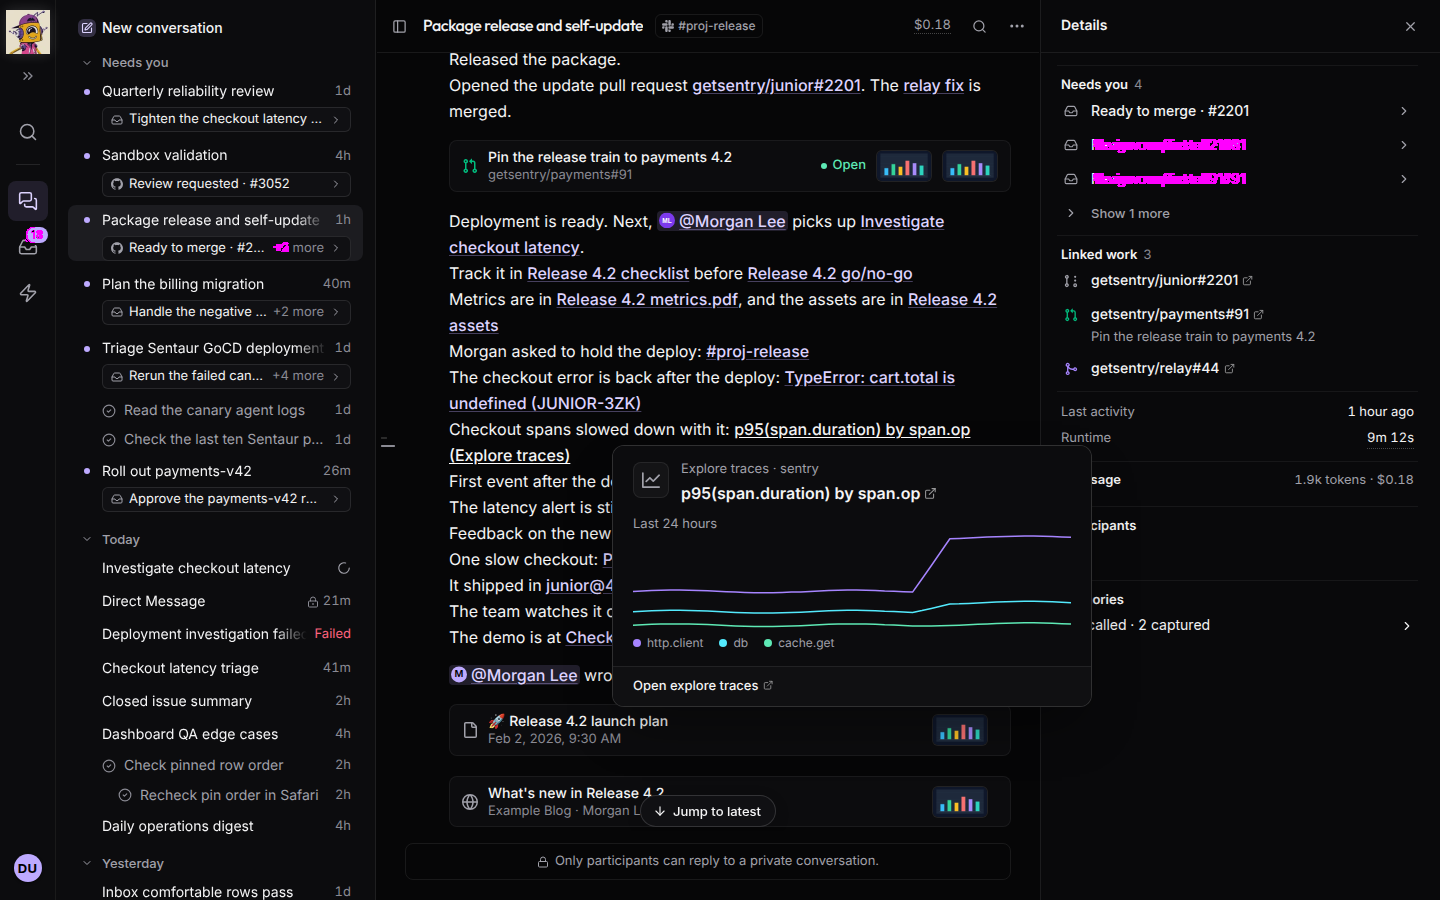 New conversation
Needs you
Quarterly reliability review 1d
Tighten the checkout latency ...
Sandbox validation 4h
Review requested · #3052
Package release and self-update 1h
Ready to merge · #2... more
Plan the billing migration 40m
Handle the negative ... +2 more
Triage Sentaur GoCD deployment 1d
Rerun the failed can... +4 more
Read the canary agent logs 1d
Check the last ten Sentaur p... 1d
Roll out payments-v42 26m
Approve the payments-v42 r...
Today
Investigate checkout latency
Direct Message 21m
Deployment investigation failed Failed
Checkout latency triage 41m
Closed issue summary 2h
Dashboard QA edge cases 4h
Check pinned row order 2h
Recheck pin order in Safari 2h
Daily operations digest 4h
Yesterday
Inbox comfortable rows pass 1d
DU
Package release and self-update #proj-release $0.18
Released the package.
Opened the update pull request getsentry/junior#2201. The relay fix is
merged.
Pin the release train to payments 4.2
getsentry/payments#91
Open
Deployment is ready. Next, ML @Morgan Lee picks up Investigate
checkout latency.
Track it in Release 4.2 checklist before Release 4.2 go/no-go
Metrics are in Release 4.2 metrics.pdf, and the assets are in Release 4.2
assets
Morgan asked to hold the deploy: #proj-release
The checkout error is back after the deploy: TypeError: cart.total is
undefined (JUNIOR-3ZK)
Checkout spans slowed down with it: p95(span.duration) by span.op
(Explore traces)
First event after the d
The latency alert is sti
Feedback on the new
One slow checkout: P
It shipped in junior@4
The team watches it c
The demo is at Check
M @Morgan Lee wro
Explore traces · sentry
p95(span.duration) by span.op
Last 24 hours
http.client db cache.get
Open explore traces
🚀 Release 4.2 launch plan
Feb 2, 2026, 9:30 AM
What's new in Release 4.2
Example Blog · Morgan L
Jump to latest
Only participants can reply to a private conversation.
Details
Needs you 4
Ready to merge · #2201
Show 1 more
Linked work 3
getsentry/junior#2201
getsentry/payments#91
Pin the release train to payments 4.2
getsentry/relay#44
Last activity 1 hour ago
Runtime 9m 12s
sage 1.9k tokens · $0.18
cipants
ories
called · 2 captured